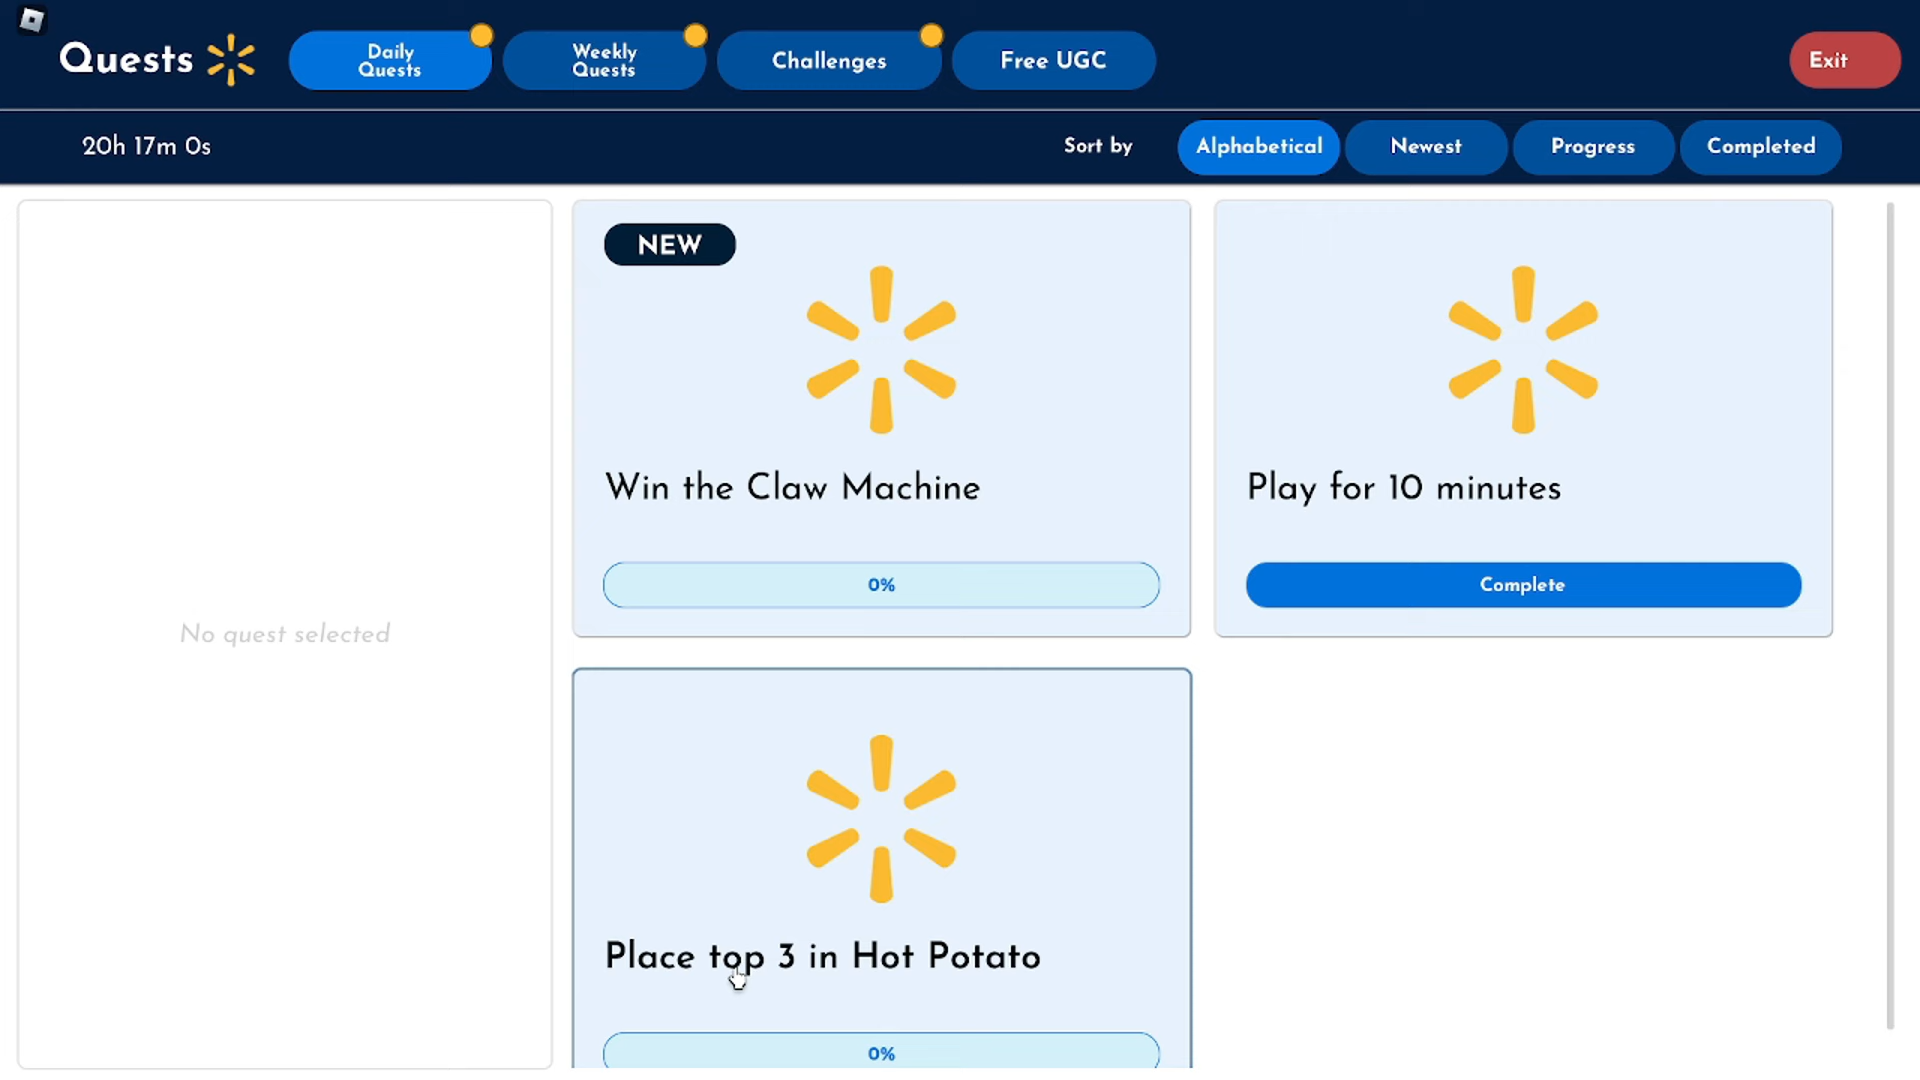 Quests
Daily
Quests
Weekly
Quests
Challenges
Free UGC
Exit
20h 17m 0s
Sort by
Alphabetical
Newest
Progress
Completed
No quest selected
NEW
Win the Claw Machine
0%
Play for 10 minutes
Complete
Place top 3 in Hot Potato
0%